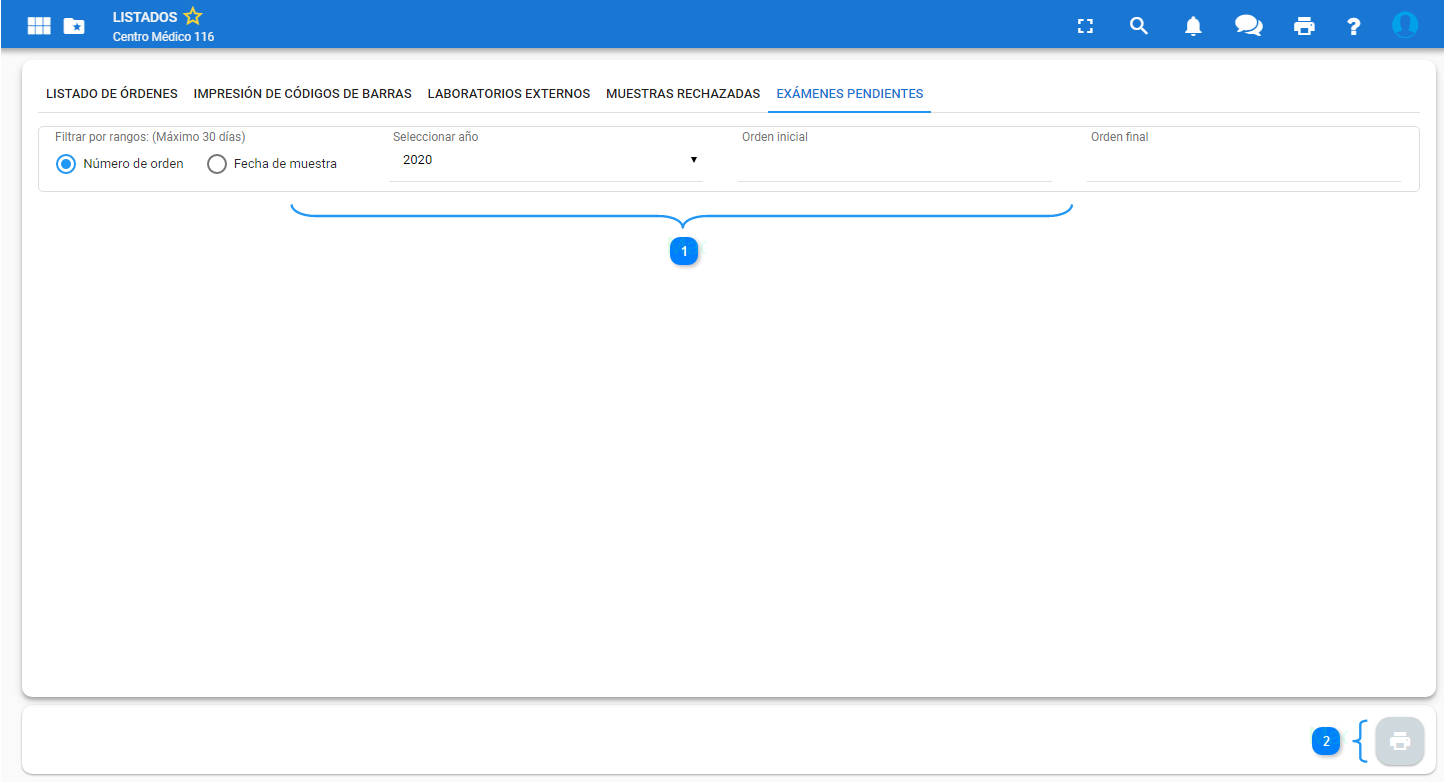 LISTADOS
Centro Médico 116
LISTADO DE ÓRDENES IMPRESIÓN DE CÓDIGOS DE BARRAS LABORATORIOS EXTERNOS MUESTRAS RECHAZADAS EXÁMENES PENDIENTES
Filtrar por rangos: (Máximo 30 días) Seleccionar año Orden inicial Orden final
Número de orden Fecha de muestra 2020
1
2